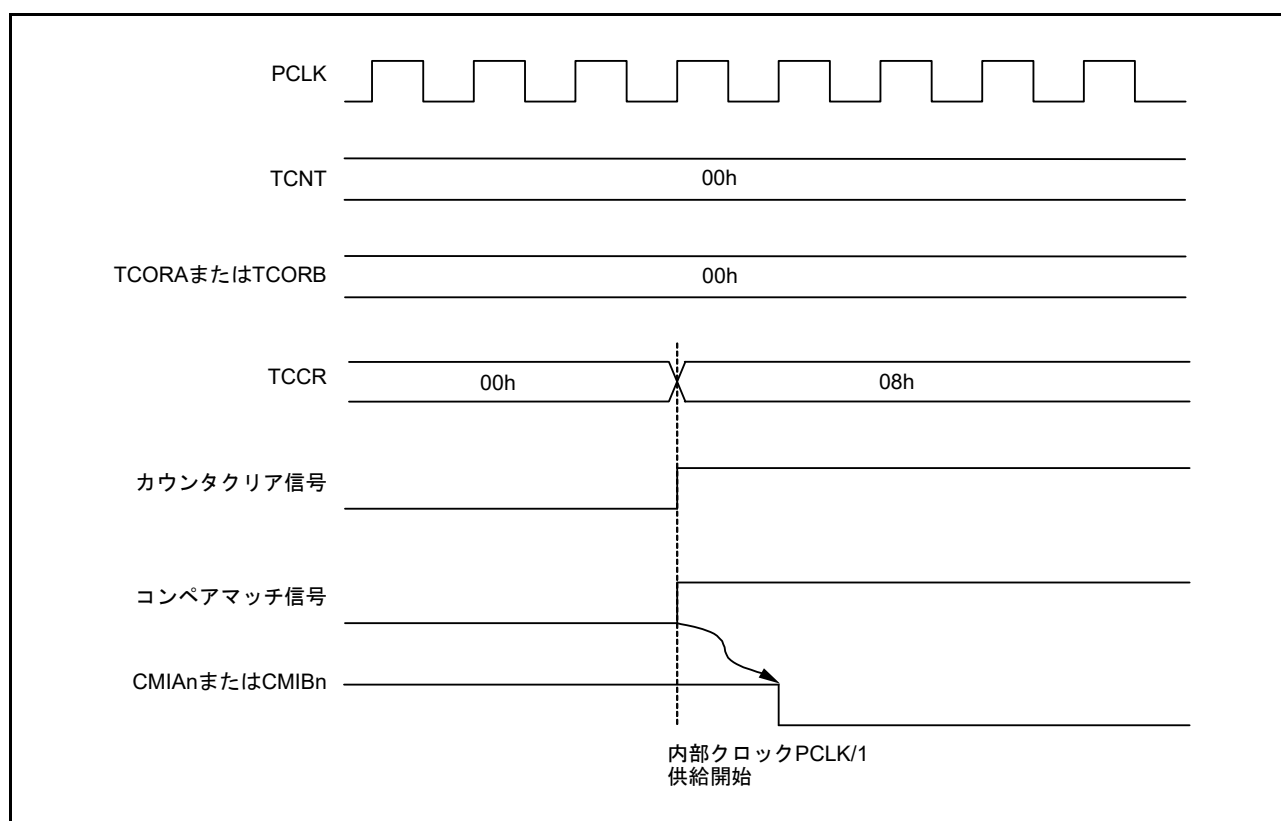 PCLK
TCNT
00h
TCORAまたはTCORB
00h
TCCR
00h
08h
カウンタクリア信号
コンペアマッチ信号
CMIAnまたはCMIBn
内部クロックPCLK/1
供給開始